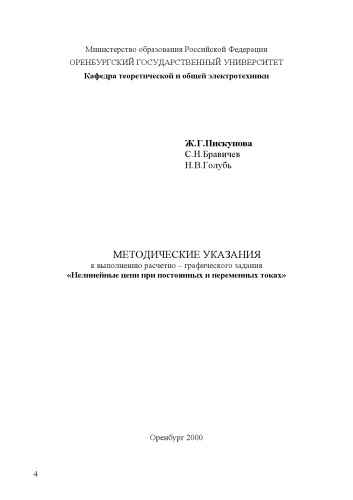 Министерство образования Российской Федерации
ОРЕНБУРГСКИЙ ГОСУДАРСТВЕННЫЙ УНИВЕРСИТЕТ
Кафедра теоретической и общей электротехники
Ж.Г.Пискунова
С.Н.Бравичев
Н.В.Голубь
МЕТОДИЧЕСКИЕ УКАЗАНИЯ
к выполнению расчетно – графического задания
«Нелинейные цепи при постоянных и переменных токах»
Оренбург 2000
4